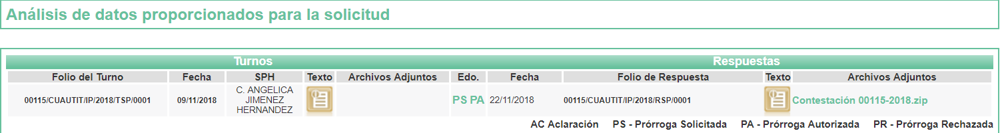 Análisis de datos proporcionados para la solicitud
Turnos Respuestas
Folio del Turno Fecha SPH Texto Archivos Adjuntos Edo. Fecha Folio de Respuesta Texto Archivos Adjuntos
00115/CUAUTIT/IP/2018/TSP/0001 09/11/2018 C. ANGELICA JIMENEZ HERNANDEZ PS PA 22/11/2018 00115/CUAUTIT/IP/2018/RSP/0001 Contestación 00115-2018.zip
AC Aclaración PS - Prórroga Solicitada PA - Prórroga Autorizada PR - Prórroga Rechazada